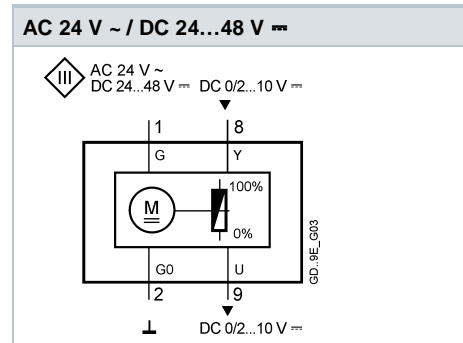 AC 24 V ~ / DC 24...48 V ⎓
III
AC 24 V ~
DC 24...48 V ⎓ DC 0/2...10 V ⎓
1 8
G Y
100%
M
0%
G0 U
2 9
DC 0/2...10 V ⎓
GD..9E_G03